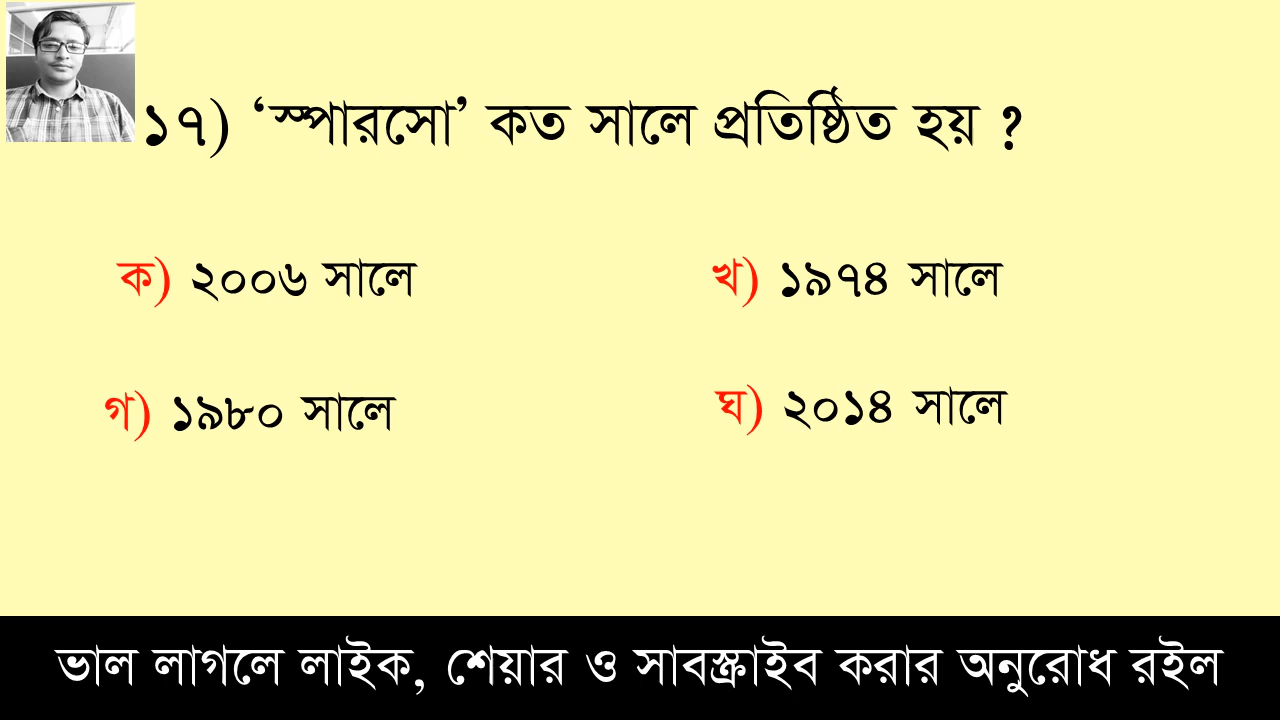 ১৭) ‘স্পারসো’ কত সালে প্রতিষ্ঠিত হয় ?
ক) ২০০৬ সালে
খ) ১৯৭৪ সালে
গ) ১৯৮০ সালে
ঘ) ২০১৪ সালে
ভাল লাগলে লাইক, শেয়ার ও সাবস্ক্রাইব করার অনুরোধ রইল